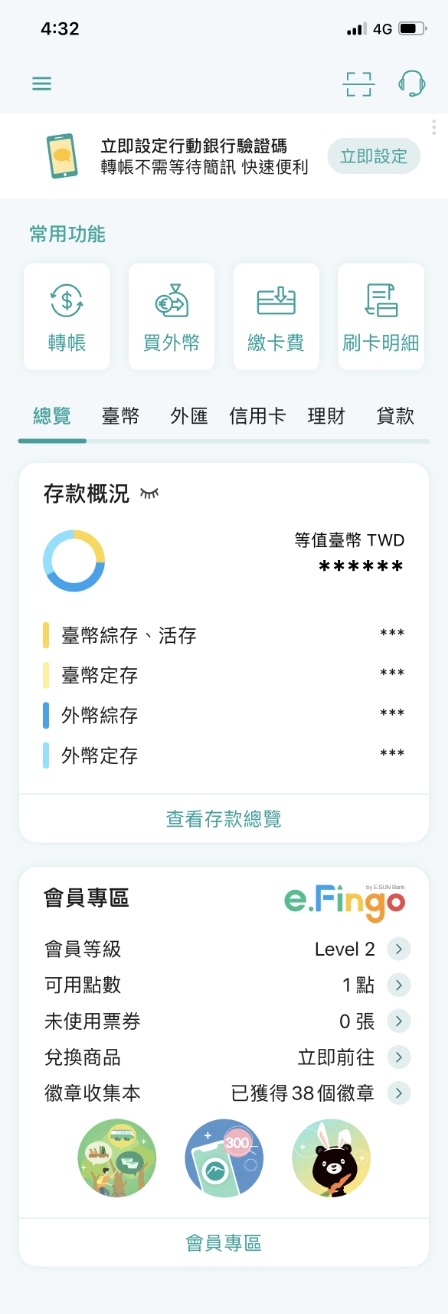 4:32
4G
立即設定行動銀行驗證碼
轉帳不需等待簡訊 快速便利
立即設定
常用功能
轉帳
買外幣
繳卡費
刷卡明細
總覽
臺幣
外匯
信用卡
理財
貸款
存款概況
等值臺幣 TWD
******
臺幣綜存、活存
***
臺幣定存
***
外幣綜存
***
外幣定存
***
查看存款總覽
會員專區
by E.SUN Bank
e.Fingo
會員等級
Level 2
可用點數
1 點
未使用票券
0 張
兌換商品
立即前往
徽章收集本
已獲得38個徽章
300
會員專區